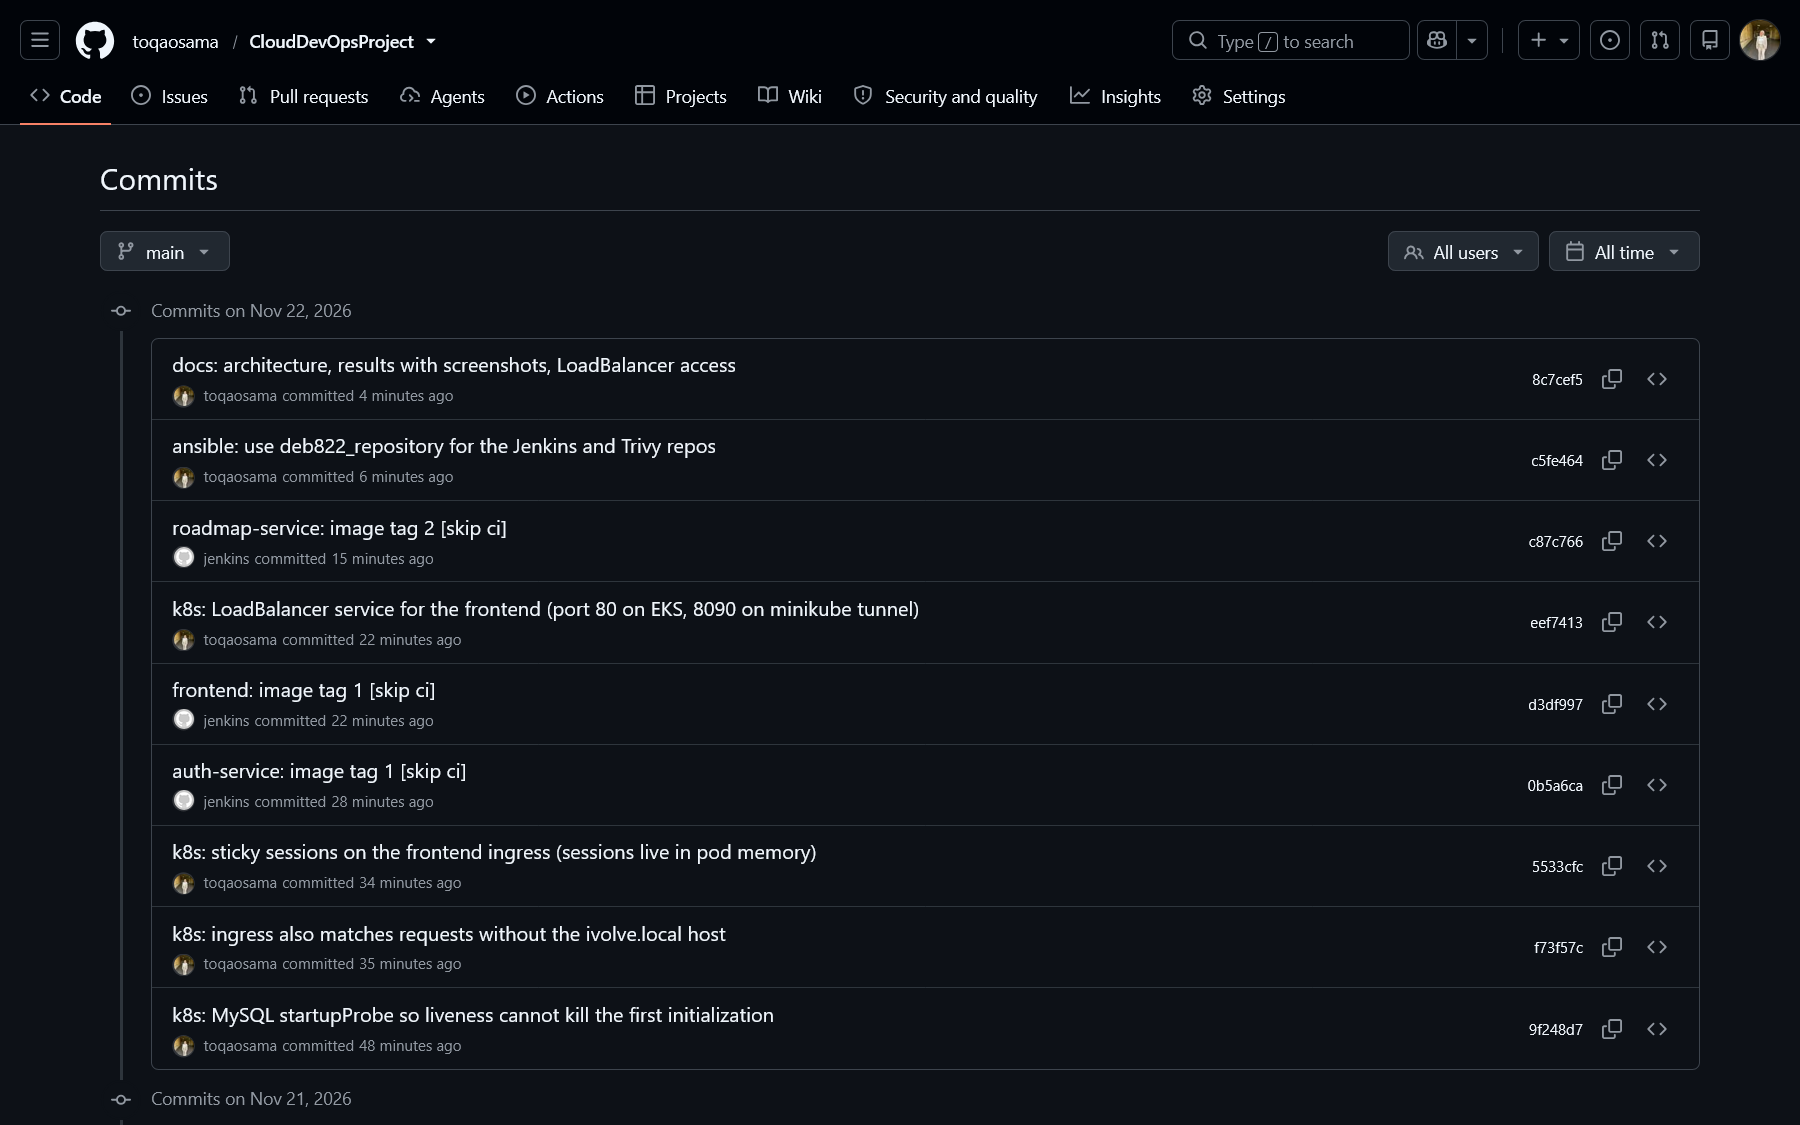 toqaosama / CloudDevOpsProject
Type / to search
Code Issues Pull requests Agents Actions Projects Wiki Security and quality Insights Settings
Commits
main
All users
All time
Commits on Nov 22, 2026
docs: architecture, results with screenshots, LoadBalancer access
toqaosama committed 4 minutes ago
8c7cef5
ansible: use deb822_repository for the Jenkins and Trivy repos
toqaosama committed 6 minutes ago
c5fe464
roadmap-service: image tag 2 [skip ci]
jenkins committed 15 minutes ago
c87c766
k8s: LoadBalancer service for the frontend (port 80 on EKS, 8090 on minikube tunnel)
toqaosama committed 22 minutes ago
eef7413
frontend: image tag 1 [skip ci]
jenkins committed 22 minutes ago
d3df997
auth-service: image tag 1 [skip ci]
jenkins committed 28 minutes ago
0b5a6ca
k8s: sticky sessions on the frontend ingress (sessions live in pod memory)
toqaosama committed 34 minutes ago
5533cfc
k8s: ingress also matches requests without the ivolve.local host
toqaosama committed 35 minutes ago
f73f57c
k8s: MySQL startupProbe so liveness cannot kill the first initialization
toqaosama committed 48 minutes ago
9f248d7
Commits on Nov 21, 2026